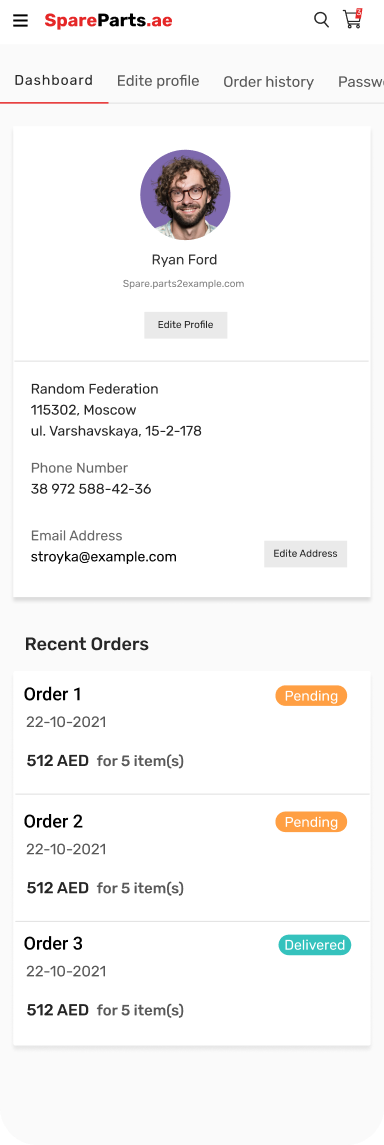 SpareParts.ae
Dashboard Edite profile Order history Passw
Ryan Ford
Spare.parts2example.com
Edite Profile
Random Federation
115302, Moscow
ul. Varshavskaya, 15-2-178
Phone Number
38 972 588-42-36
Email Address
stroyka@example.com
Edite Address
Recent Orders
Order 1
Pending
22-10-2021
512 AED for 5 item(s)
Order 2
Pending
22-10-2021
512 AED for 5 item(s)
Order 3
Delivered
22-10-2021
512 AED for 5 item(s)